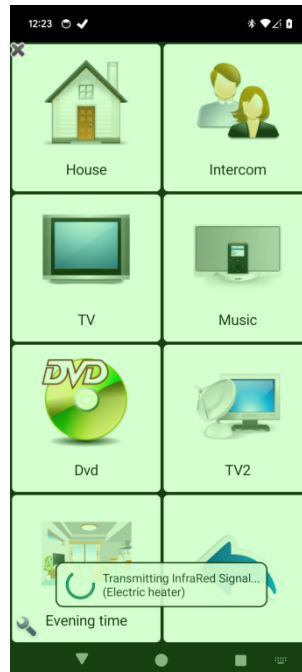 12:23
House
Intercom
TV
Music
DVD
Dvd
TV2
Transmitting InfraRed Signal...
(Electric heater)
Evening time